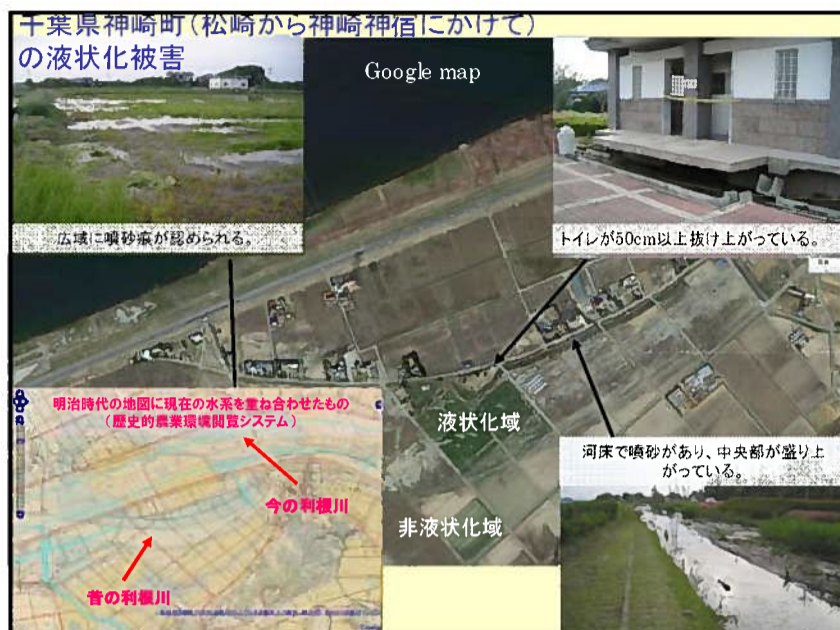 千葉県神崎町(松崎から神崎神宿にかけて)
の液状化被害
Google map
広域に噴砂痕が認められる。
トイレが50cm以上抜け上がっている。
明治時代の地図に現在の水系を重ね合わせたもの
(歴史的農業環境閲覧システム)
今の利根川
昔の利根川
液状化域
非液状化域
河床で噴砂があり、中央部が盛り上
がっている。